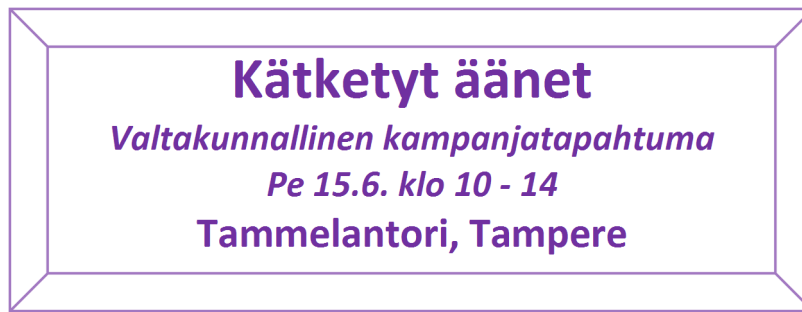 Kätketyt äänet
Valtakunnallinen kampanjatapahtuma
Pe 15.6. klo 10 - 14
Tammelantori, Tampere